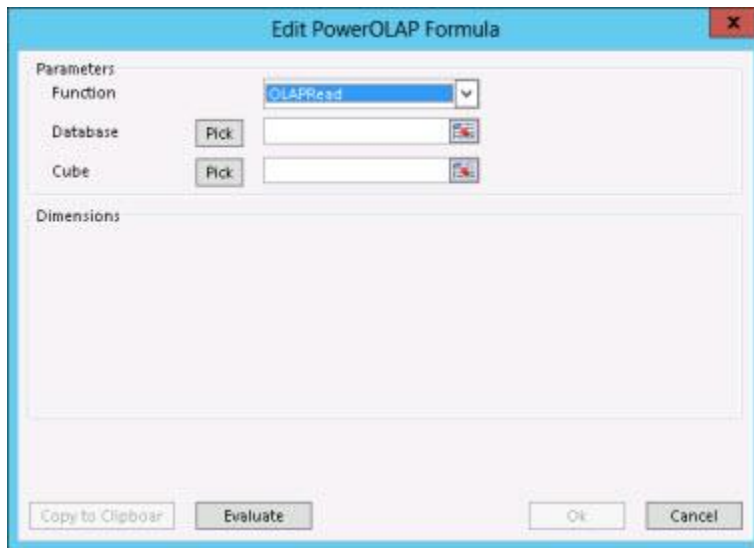 Edit PowerOLAP Formula
x
Parameters
Function
OLAPRead
Database
Pick
Cube
Pick
Dimensions
Copy to Clipboar
Evaluate
Ok
Cancel